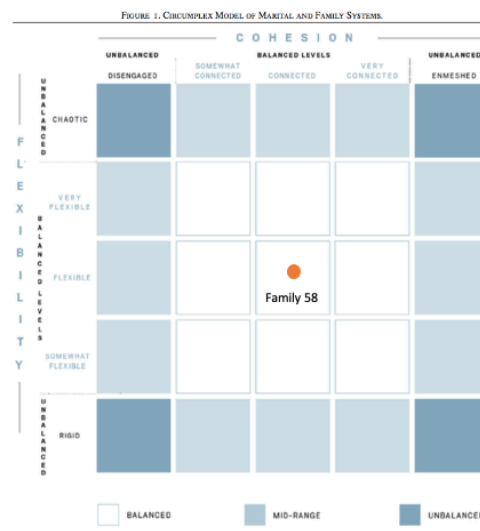 FIGURE 1. CIRCUMPLEX MODEL OF MARITAL AND FAMILY SYSTEMS.
COHESION
UNBALANCED BALANCED LEVELS UNBALANCED
DISENGAGED SOMEWHAT CONNECTED CONNECTED VERY CONNECTED ENMESHED
FLEXIBILITY
UNBALANCED
CHAOTIC
BALANCED LEVELS
VERY FLEXIBLE
FLEXIBLE
Family 58
SOMEWHAT FLEXIBLE
UNBALANCED
RIGID
BALANCED MID-RANGE UNBALANCED